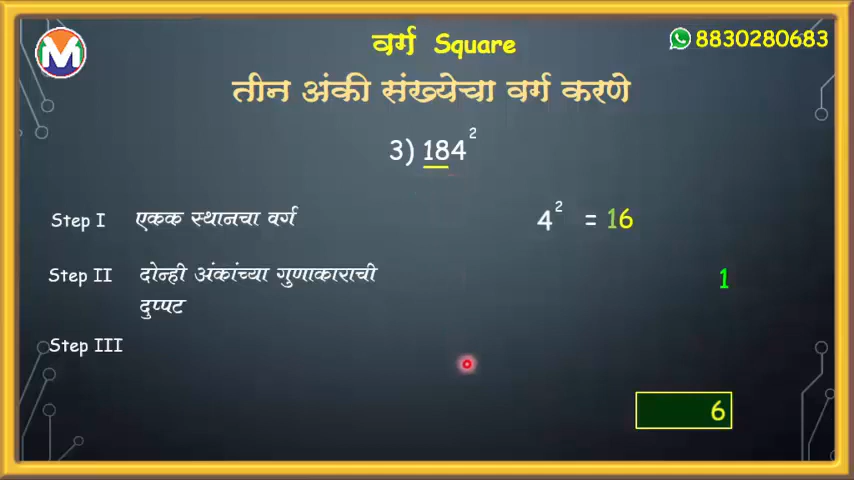 वर्ग Square
8830280683
तीन अंकी संख्येचा वर्ग करणे
3) 184²
Step I एकक स्थानचा वर्ग 4² = 16
Step II दोन्ही अंकांच्या गुणाकाराची
दुप्पट
1
Step III
6